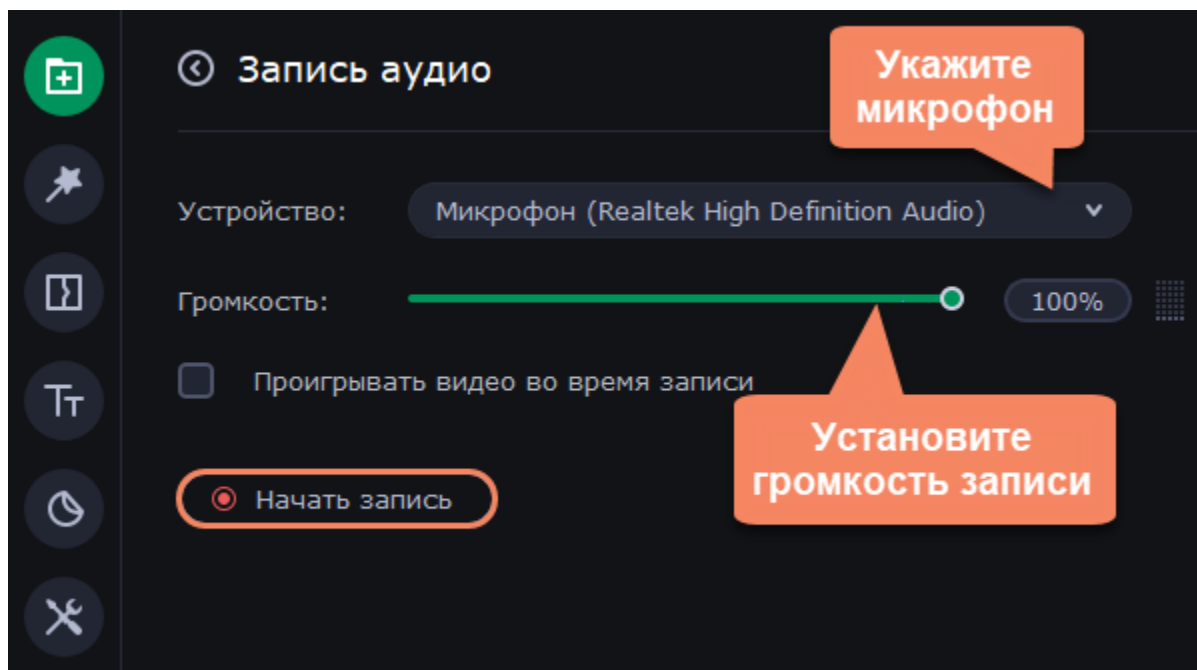 Запись аудио
Укажите
микрофон
Устройство:
Микрофон (Realtek High Definition Audio)
Громкость:
100%
Проигрывать видео во время записи
Установите
громкость записи
Начать запись
Тт